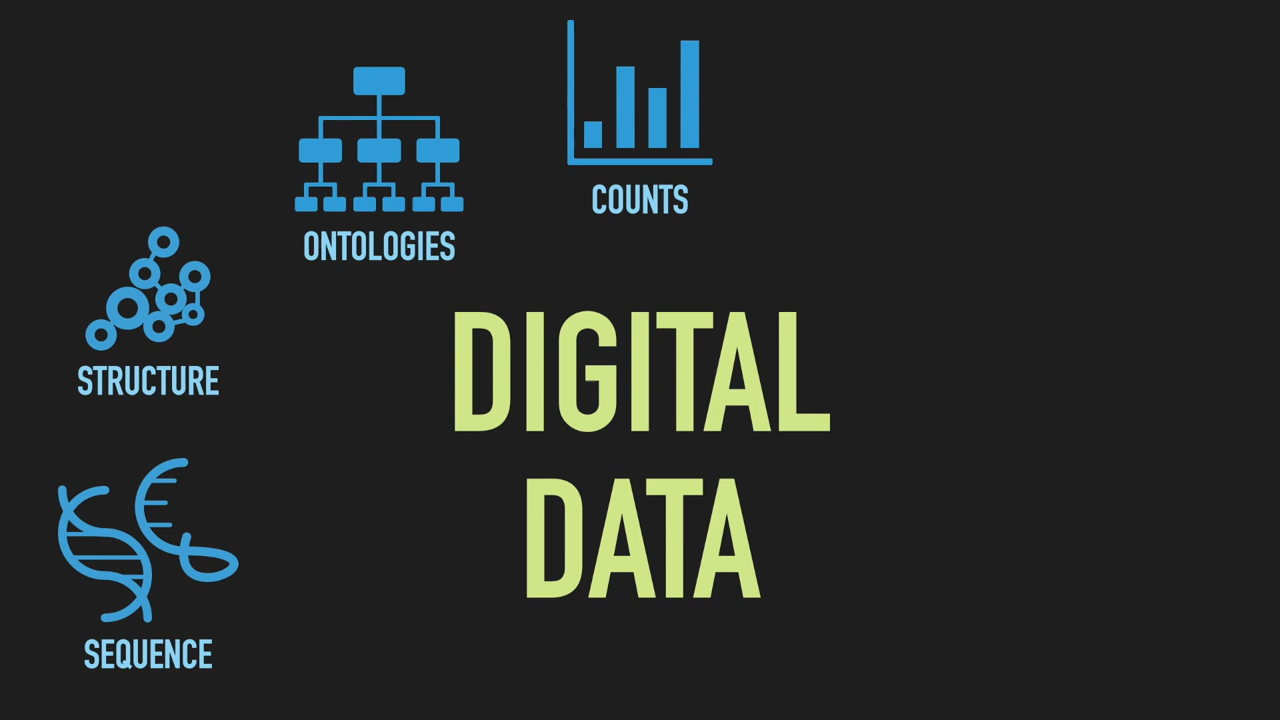 COUNTS
ONTOLOGIES
STRUCTURE
DIGITAL
DATA
SEQUENCE